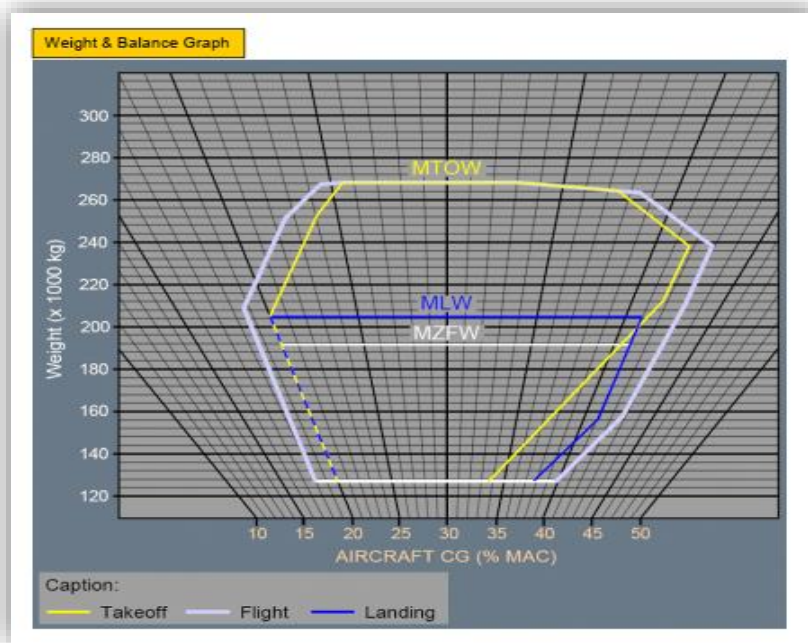 Weight & Balance Graph
MTOW
MLW
MZFW
300
280
260
240
220
200
180
160
140
120
Weight (x 1000 kg)
10 15 20 25 30 35 40 45 50
AIRCRAFT CG (% MAC)
Caption:
Takeoff Flight Landing